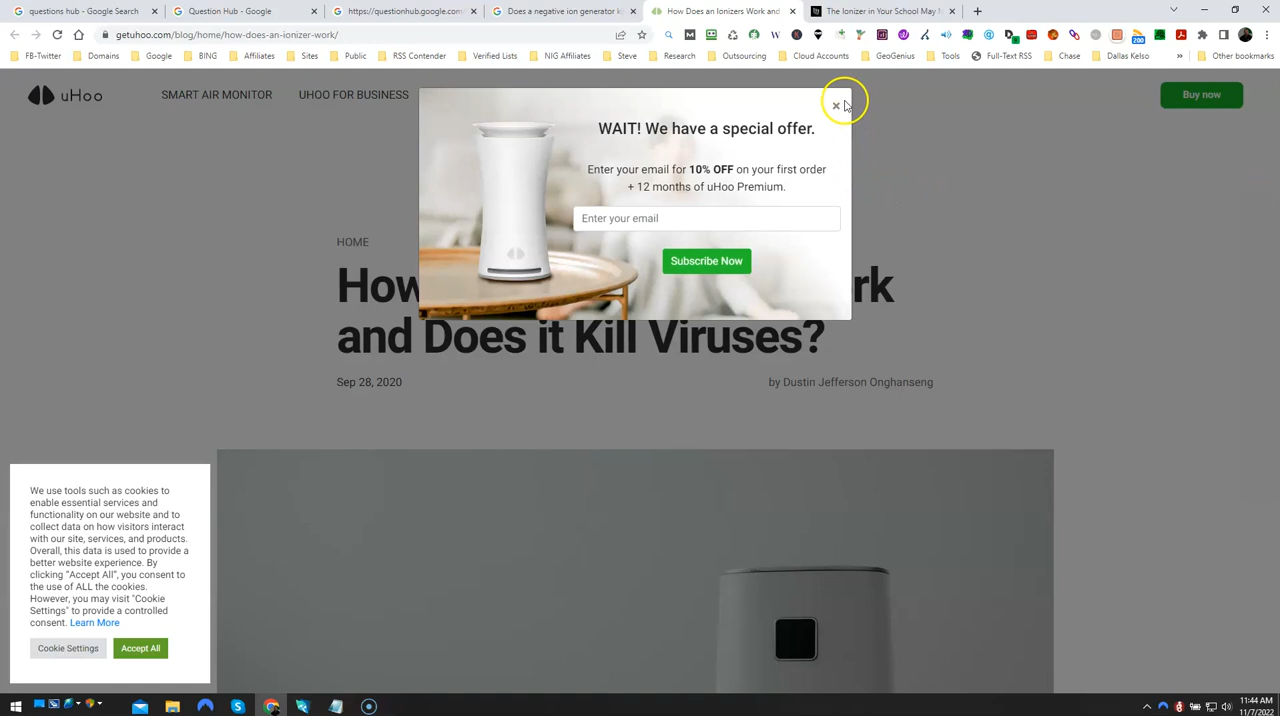 questions hub - Google Search
Question Hub - Google
https://questionhub.google.com
Does a negative ion generator k
How Does an Ionizers Work and
The Ionizer in Your School May N
getuhoo.com/blog/home/how-does-an-ionizer-work/
FB-Twitter
Domains
Google
BING
Affiliates
Sites
Public
RSS Contender
Verified Lists
NIG Affiliates
Steve
Research
Outsourcing
Cloud Accounts
GeoGenius
Tools
Full-Text RSS
Chase
Dallas Kelso
»
Other bookmarks
uHoo
SMART AIR MONITOR
UHOO FOR BUSINESS
Buy now
×
WAIT! We have a special offer.
Enter your email for 10% OFF on your first order
+ 12 months of uHoo Premium.
Enter your email
Subscribe Now
HOME
How rk
and Does it Kill Viruses?
Sep 28, 2020
by Dustin Jefferson Onghanseng
We use tools such as cookies to
enable essential services and
functionality on our website and to
collect data on how visitors interact
with our site, services, and products.
Overall, this data is used to provide a
better website experience. By
clicking "Accept All", you consent to
the use of ALL the cookies.
However, you may visit "Cookie
Settings" to provide a controlled
consent. Learn More
Cookie Settings
Accept All
11:44 AM
11/7/2022